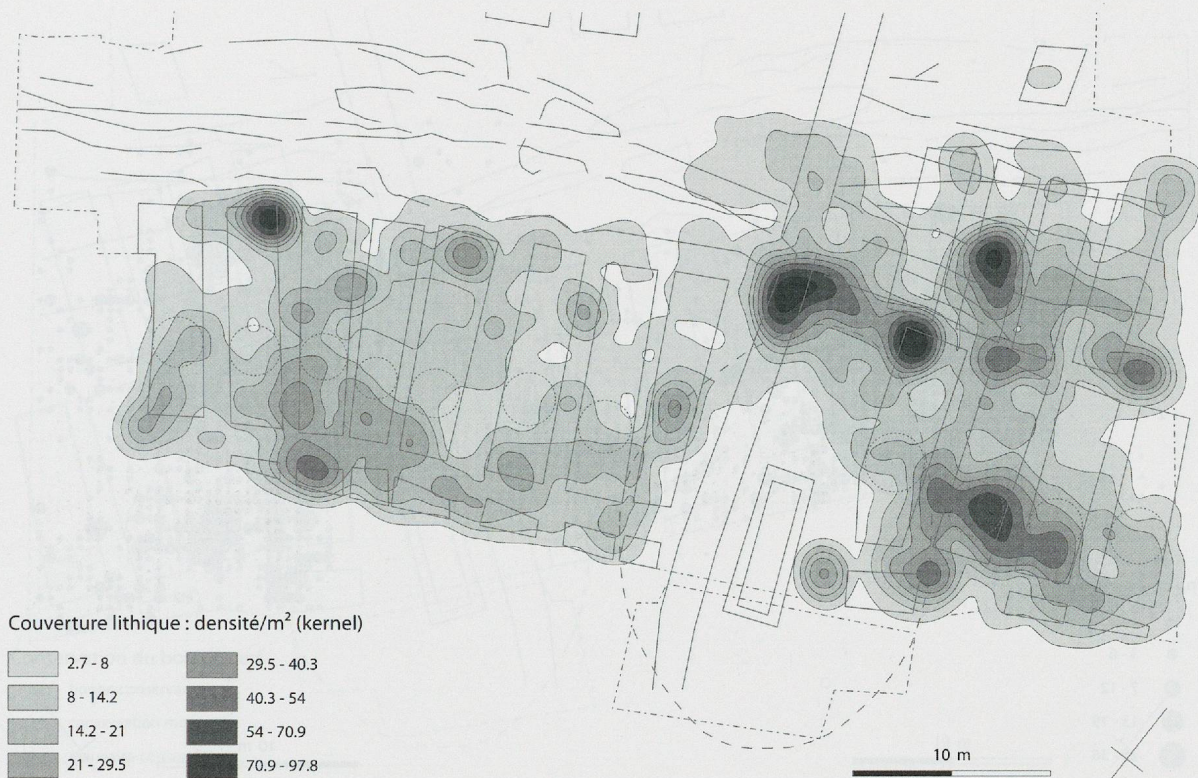 Couverture lithique : densité/m² (kernel)
2.7 - 8
8 - 14.2
14.2 - 21
21 - 29.5
29.5 - 40.3
40.3 - 54
54 - 70.9
70.9 - 97.8
10 m